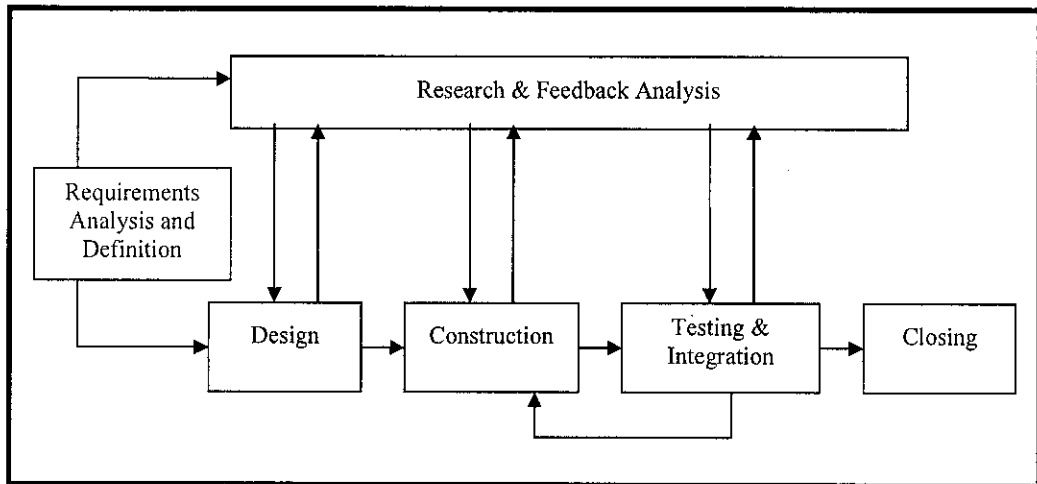 Research & Feedback Analysis
Requirements
Analysis and
Definition
Design
Construction
Testing &
Integration
Closing